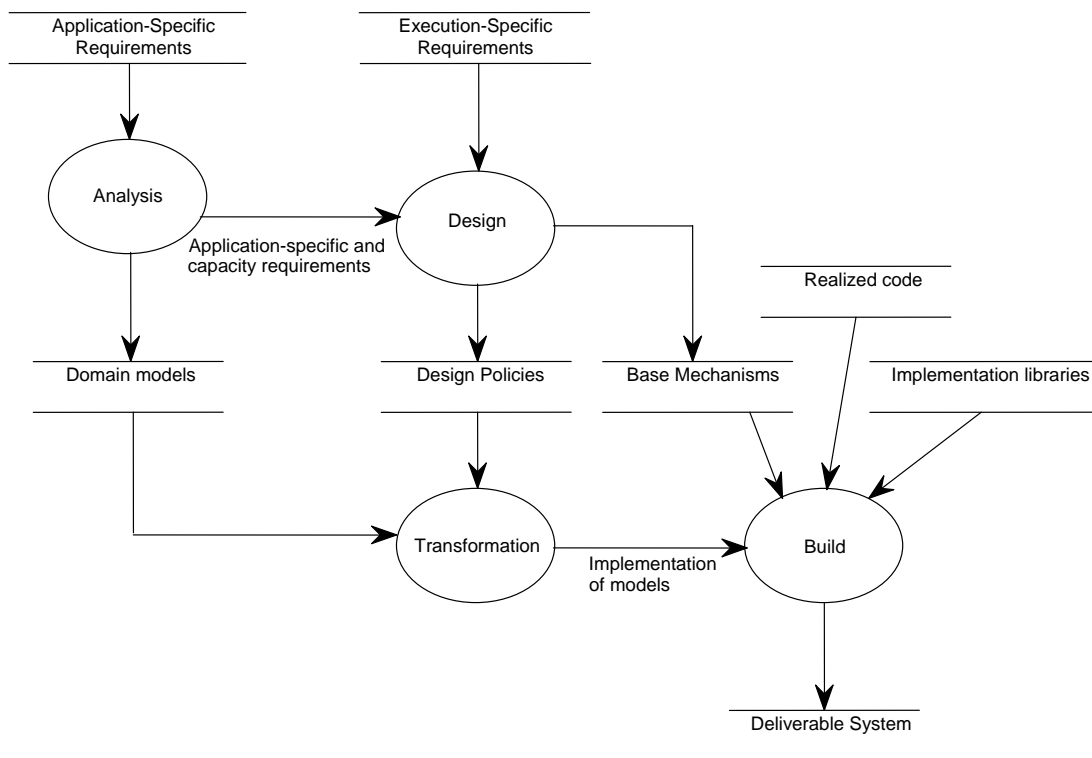 Application-Specific
Requirements
Execution-Specific
Requirements
Analysis
Design
Application-specific and
capacity requirements
Realized code
Domain models
Design Policies
Base Mechanisms
Implementation libraries
Transformation
Build
Implementation
of models
Deliverable System